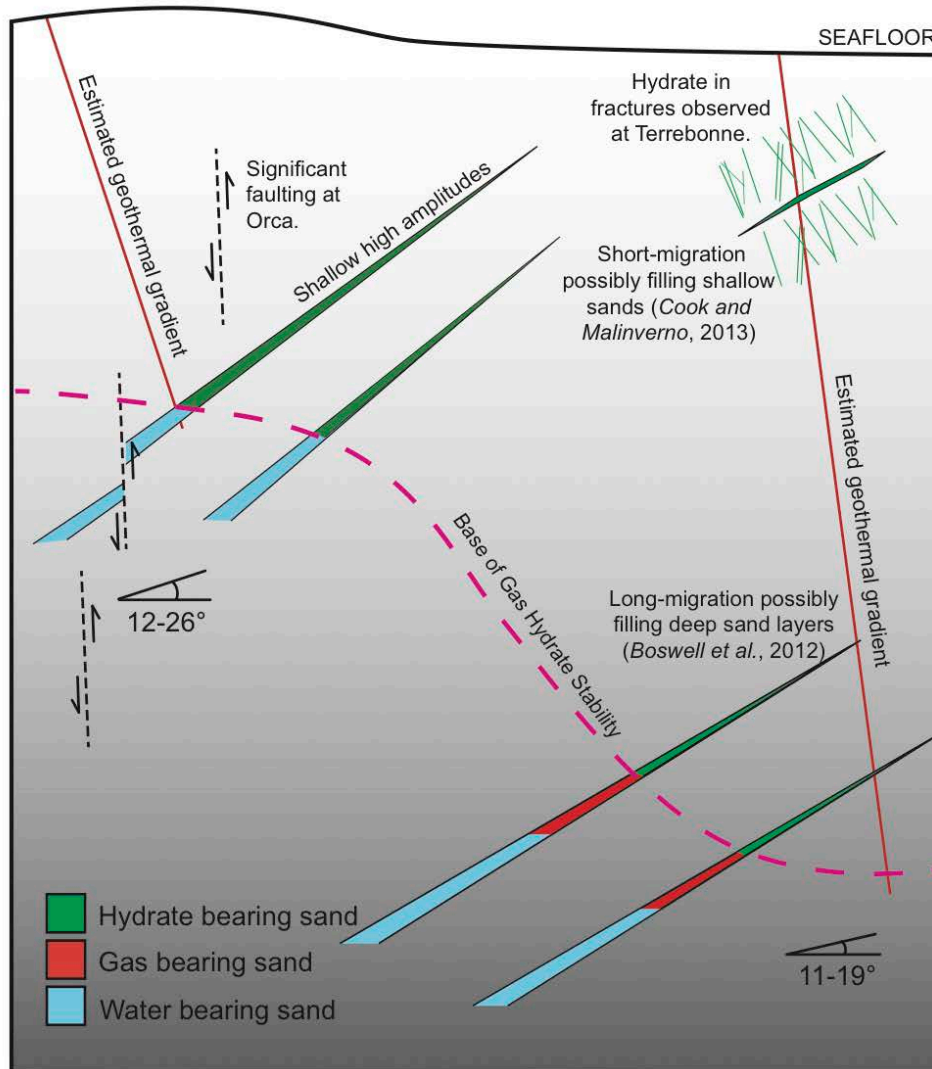 SEAFLOOR
Estimated geothermal gradient
Significant
faulting at
Orca.
Shallow high amplitudes
Hydrate in
fractures observed
at Terrebonne.
Short-migration
possibly filling shallow
sands (Cook and
Malinverno, 2013)
Estimated geothermal gradient
Base of Gas Hydrate Stability
12-26°
Long-migration possibly
filling deep sand layers
(Boswell et al., 2012)
Hydrate bearing sand
Gas bearing sand
Water bearing sand
11-19°